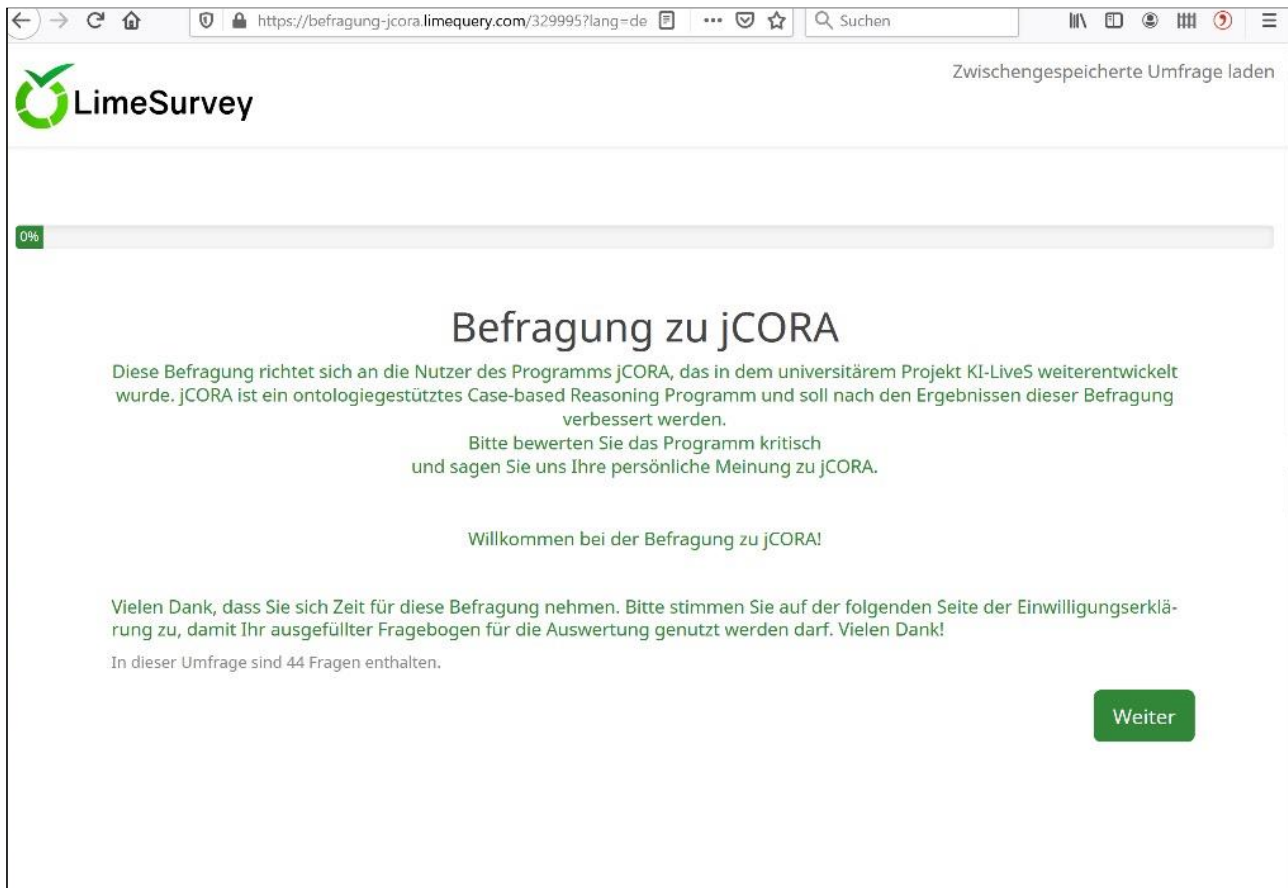 https://befragung-jcora.limequery.com/329995?lang=de
Suchen
LimeSurvey
Zwischengespeicherte Umfrage laden
0%
Befragung zu jCORA
Diese Befragung richtet sich an die Nutzer des Programms jCORA, das in dem universitärem Projekt KI-LiveS weiterentwickelt
wurde. jCORA ist ein ontologiegestütztes Case-based Reasoning Programm und soll nach den Ergebnissen dieser Befragung
verbessert werden.
Bitte bewerten Sie das Programm kritisch
und sagen Sie uns Ihre persönliche Meinung zu jCORA.
Willkommen bei der Befragung zu jCORA!
Vielen Dank, dass Sie sich Zeit für diese Befragung nehmen. Bitte stimmen Sie auf der folgenden Seite der Einwilligungserklä-
rung zu, damit Ihr ausgefüllter Fragebogen für die Auswertung genutzt werden darf. Vielen Dank!
In dieser Umfrage sind 44 Fragen enthalten.
Weiter